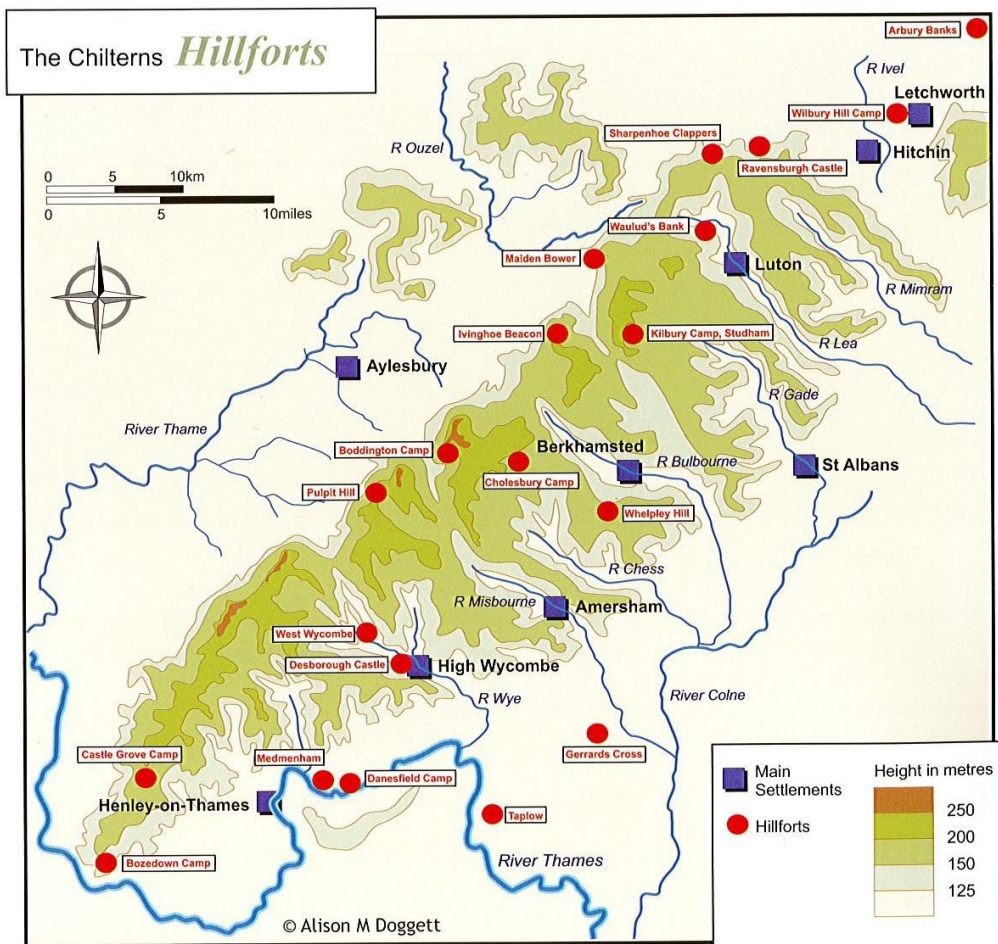 The Chilterns Hillforts
Arbury Banks
R Ivel
Letchworth
Wilbury Hill Camp
Sharpenhoe Clappers
Hitchin
R Ouzel
Ravensburgh Castle
0 5 10km
0 5 10miles
Waulud's Bank
Maiden Bower
Luton
R Mimram
Ivinghoe Beacon
Kilbury Camp, Studham
R Lea
Aylesbury
R Gade
River Thame
Boddington Camp
Berkhamsted
R Bulbourne
St Albans
Cholesbury Camp
Pulpit Hill
Whelpley Hill
R Chess
R Misbourne
Amersham
West Wycombe
Desborough Castle
High Wycombe
R Wye
River Colne
Gerrards Cross
Castle Grove Camp
Medmenham
Danesfield Camp
Henley-on-Thames
Taplow
River Thames
Bozedown Camp
Main
Settlements
Hillforts
Height in metres
250
200
150
125
© Alison M Doggett